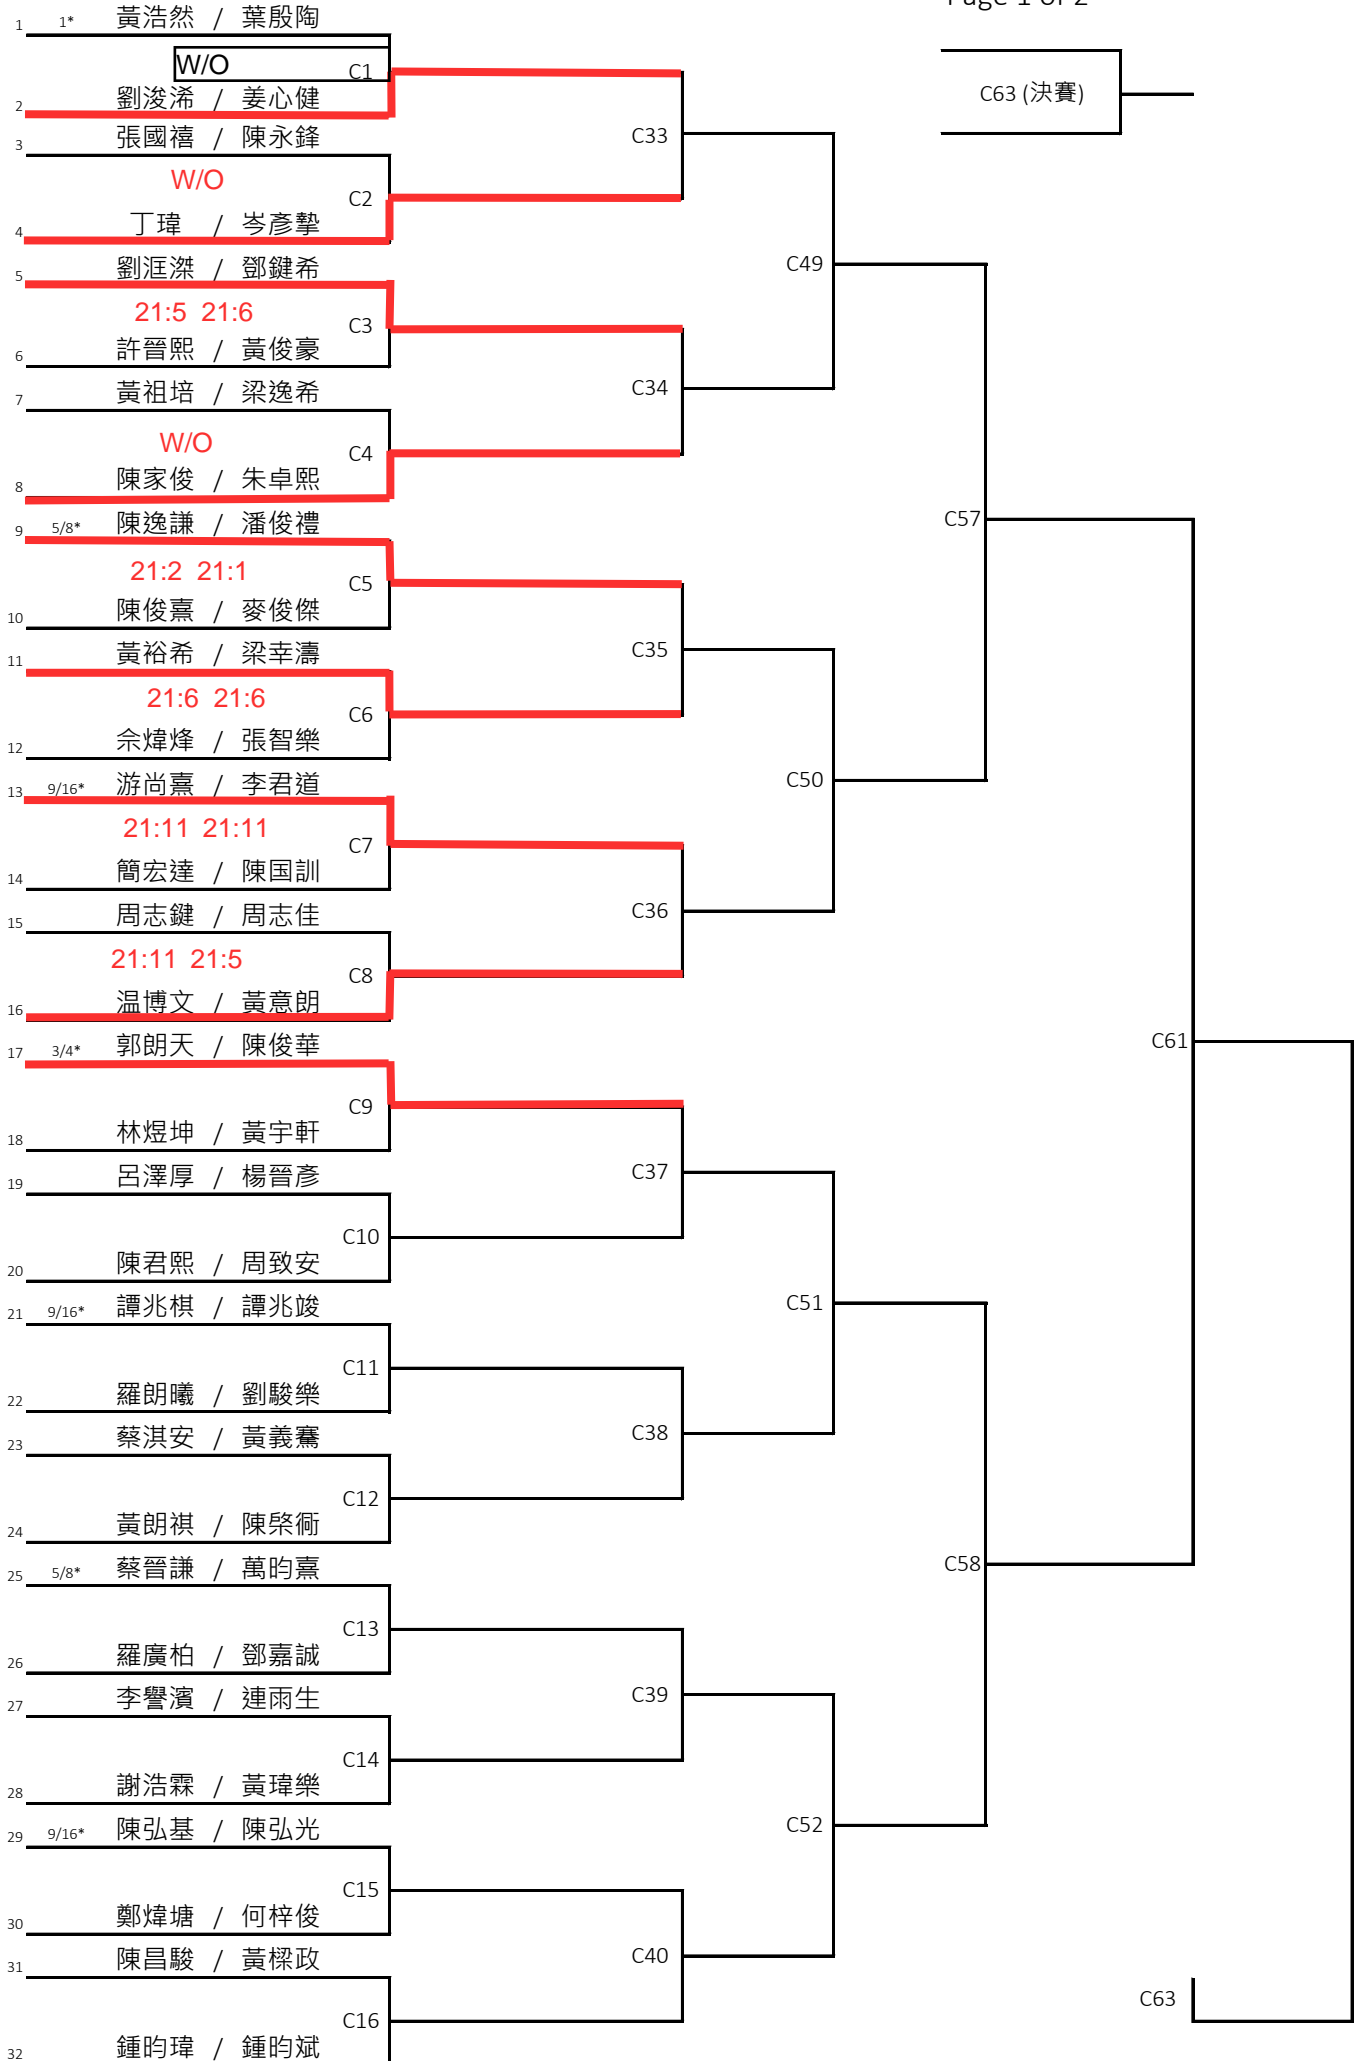 Page 1 of 2
1 1* 黃浩然 / 葉殷陶
W/O C1
2 劉浚浠 / 姜心健
C63 (決賽)
3 張國禧 / 陳永鋒
C33
W/O C2
4 丁瑋 / 岑彥摯
C49
5 劉洭滐 / 鄧鍵希
21:5 21:6 C3
6 許晉熙 / 黃俊豪
7 黃祖培 / 梁逸希
C34
W/O C4
8 陳家俊 / 朱卓熙
C57
9 5/8* 陳逸謙 / 潘俊禮
21:2 21:1 C5
10 陳俊熹 / 麥俊傑
11 黃裕希 / 梁幸濤
C35
21:6 21:6 C6
12 佘煒烽 / 張智樂
13 9/16* 游尚熹 / 李君道
C50
21:11 21:11 C7
14 簡宏達 / 陳国訓
15 周志鍵 / 周志佳
C36
21:11 21:5 C8
16 温博文 / 黃意朗
17 3/4* 郭朗天 / 陳俊華
C61
C9
18 林煜坤 / 黃宇軒
19 呂澤厚 / 楊晉彥
C37
C10
20 陳君熙 / 周致安
21 9/16* 譚兆棋 / 譚兆竣
C51
C11
22 羅朗曦 / 劉駿樂
23 蔡淇安 / 黃義騫
C38
C12
24 黃朗祺 / 陳棨衕
25 5/8* 蔡晉謙 / 萬昀熹
C58
C13
26 羅廣柏 / 鄧嘉誠
27 李譽濱 / 連雨生
C39
C14
28 謝浩霖 / 黃瑋樂
29 9/16* 陳弘基 / 陳弘光
C52
C15
30 鄭煒塘 / 何梓俊
31 陳昌駿 / 黃樑政
C40
C63
C16
32 鍾昀瑋 / 鍾昀斌